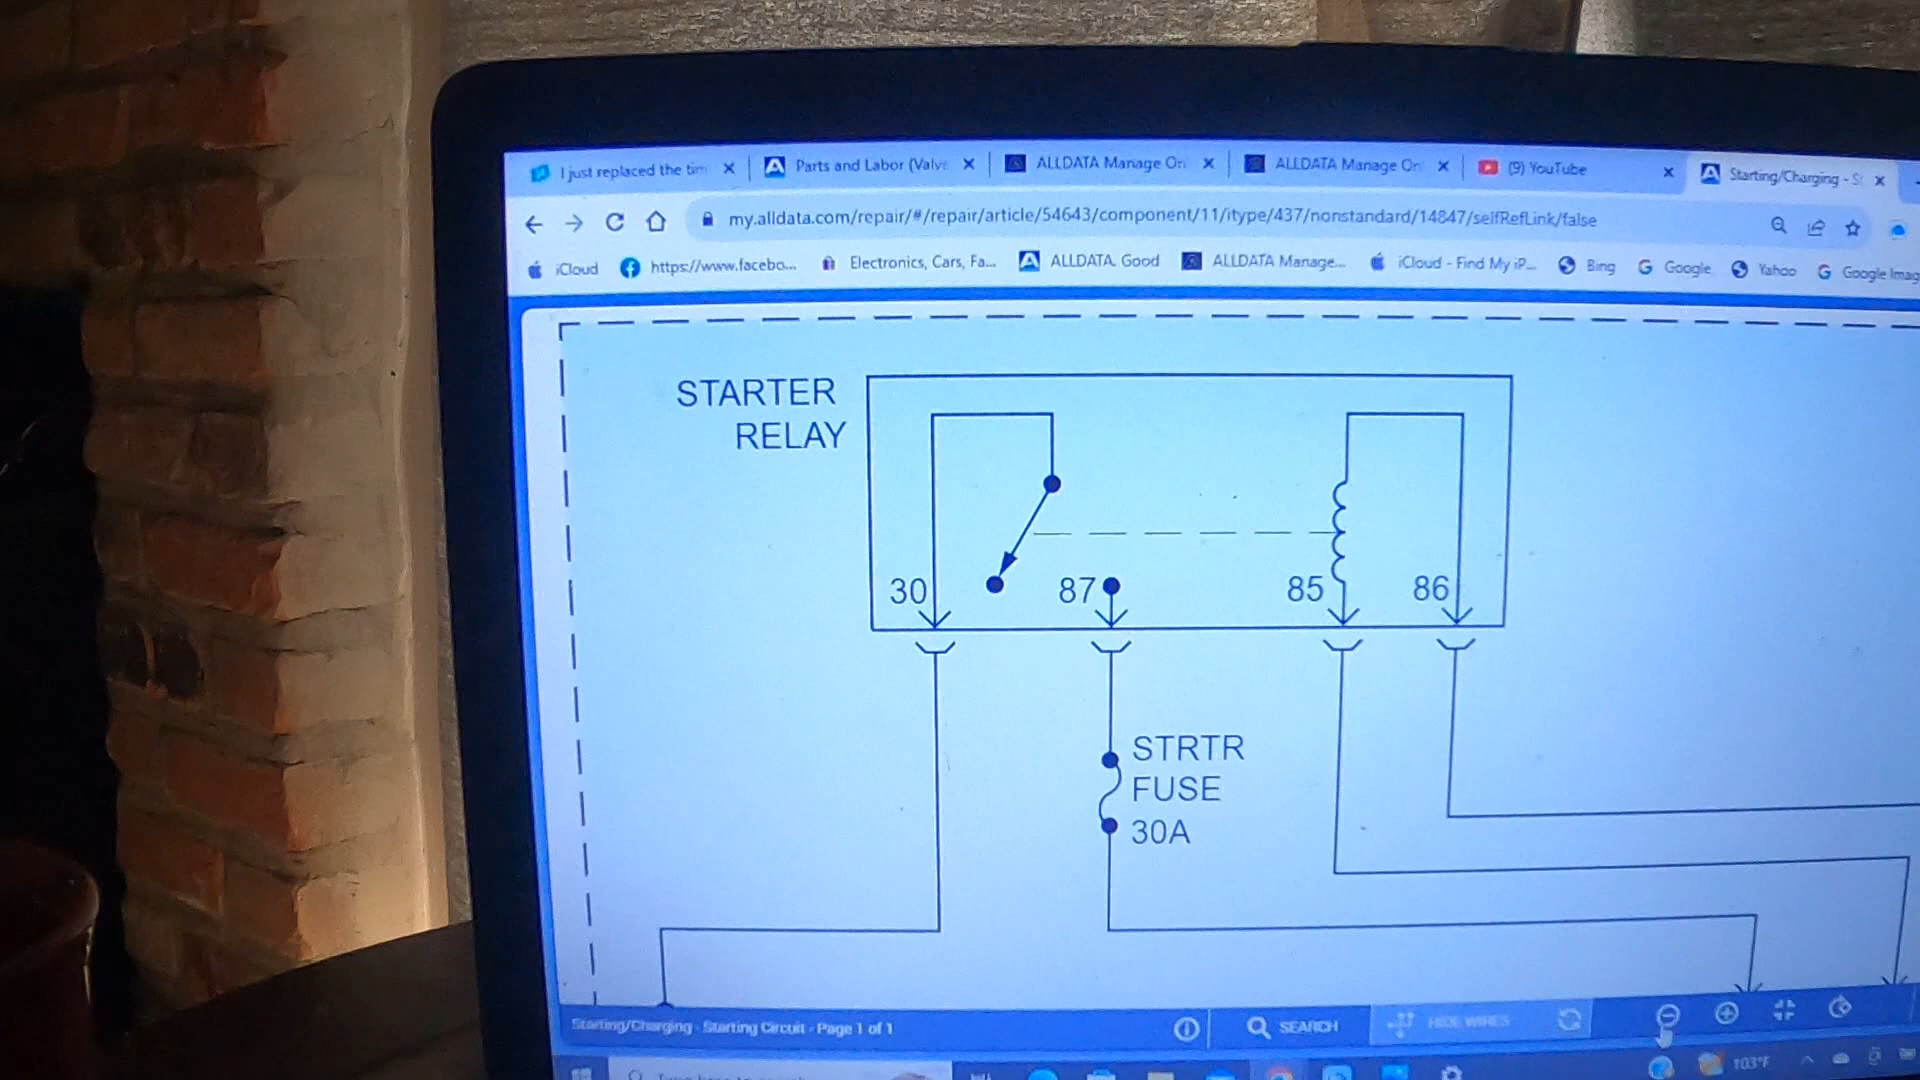 I just replaced the tim
Parts and Labor (Valve
ALLDATA Manage On
ALLDATA Manage On
(9) YouTube
Starting/Charging - S
my.alldata.com/repair/#/repair/article/54643/component/11/itype/437/nonstandard/14847/selfRefLink/false
iCloud
https://www.facebo...
Electronics, Cars, Fa...
ALLDATA. Good
ALLDATA Manage...
iCloud - Find My iP...
Bing
Google
Yahoo
Google Imag
STARTER
RELAY
30
87
85
86
STRTR
FUSE
30A
Starting/Charging - Starting Circuit - Page 1 of 1
SEARCH
HIDE WIRES
103°F